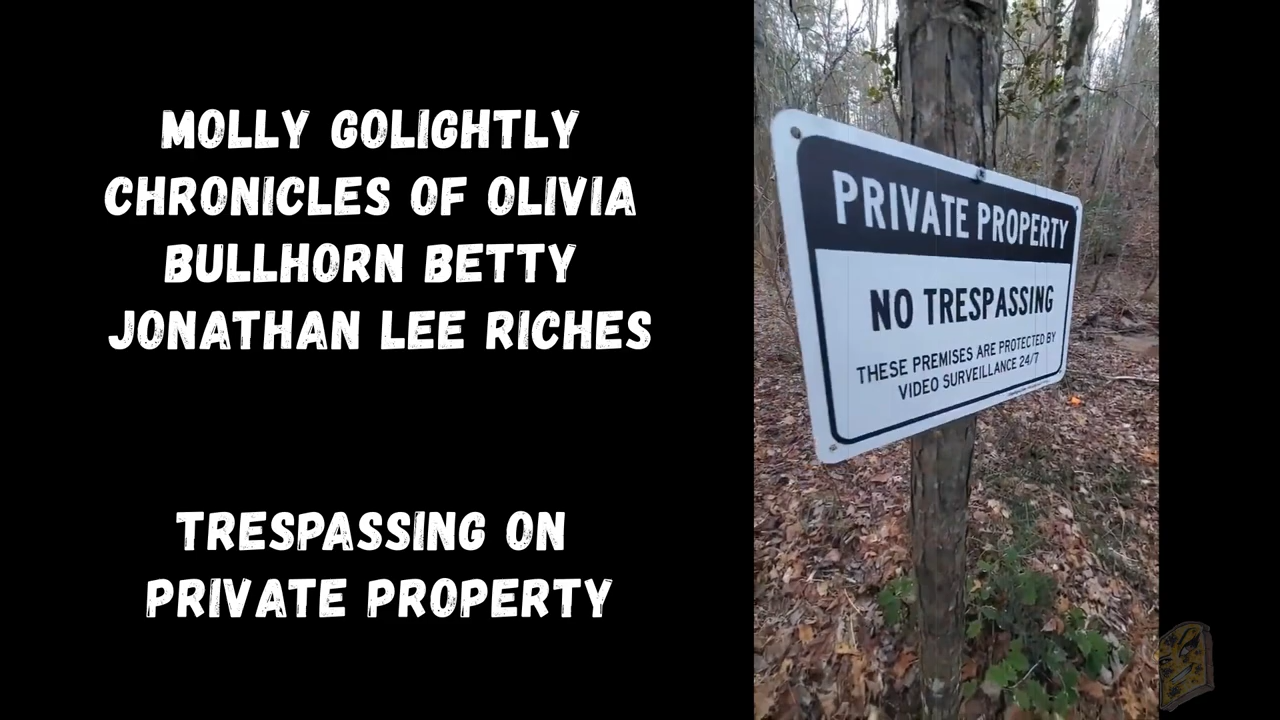 MOLLY GOLIGHTLY
CHRONICLES OF OLIVIA
BULLHORN BETTY
JONATHAN LEE RICHES
TRESPASSING ON
PRIVATE PROPERTY
PRIVATE PROPERTY
NO TRESPASSING
THESE PREMISES ARE PROTECTED BY
VIDEO SURVEILLANCE 24/7